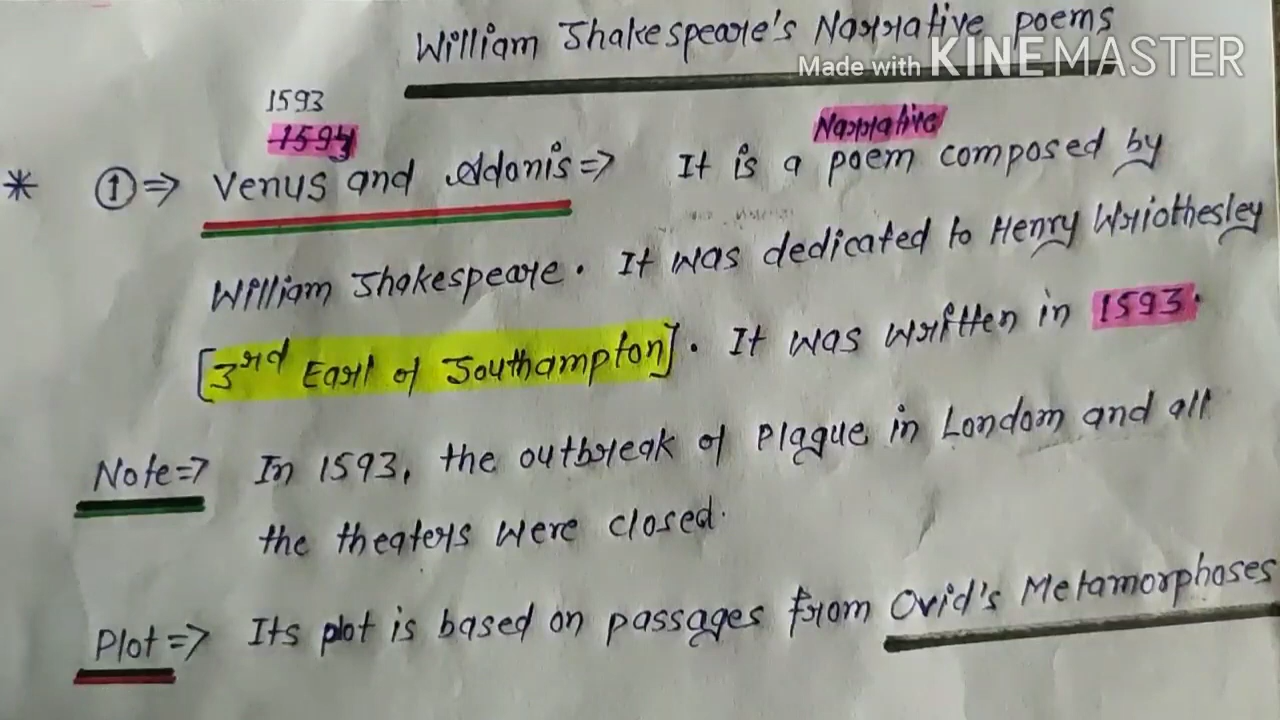 William Shakespeare's Narrative poems
Made with KINEMASTER
1593
1594
Narrative
* ① => Venus and Adonis => It is a poem composed by
William Shakespeare. It was dedicated to Henry Wriothesley
[3rd Earl of Southampton]. It was written in 1593.
Note => In 1593, the outbreak of Plague in London and all
the theaters were closed.
Plot => Its plot is based on passages from Ovid's Metamorphoses